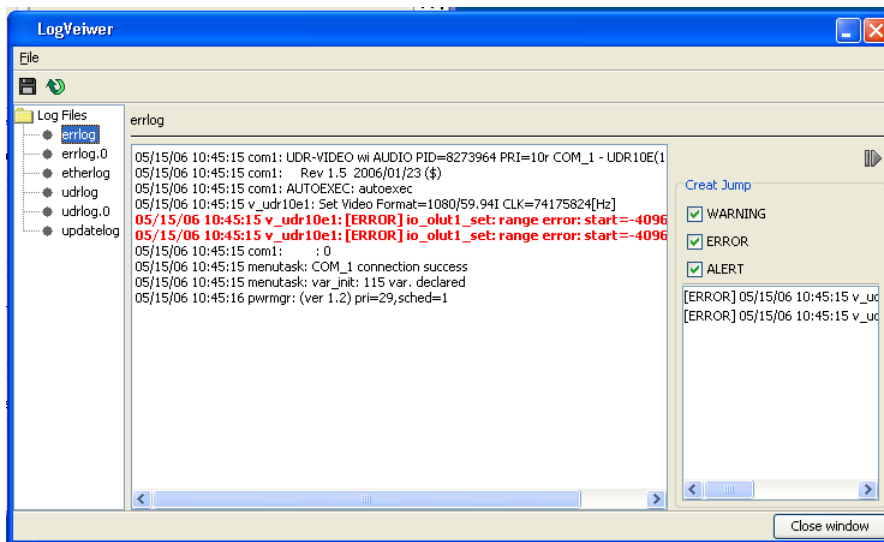 LogVeiwer
File
Log Files
errlog
errlog.0
etherlog
udrlog
udrlog.0
updatelog
errlog
05/15/06 10:45:15 com1: UDR-VIDEO wi AUDIO PID=8273964 PRI=10r COM_1 - UDR10E(1
05/15/06 10:45:15 com1: Rev 1.5 2006/01/23 ($)
05/15/06 10:45:15 com1: AUTOEXEC: autoexec
05/15/06 10:45:15 v_udr10e1: Set Video Format=1080/59.94I CLK=74175824[Hz]
05/15/06 10:45:15 v_udr10e1: [ERROR] io_olut1_set: range error: start=-4096
05/15/06 10:45:15 v_udr10e1: [ERROR] io_olut1_set: range error: start=-4096
05/15/06 10:45:15 com1: : 0
05/15/06 10:45:15 menutask: COM_1 connection success
05/15/06 10:45:15 menutask: var_init: 115 var. declared
05/15/06 10:45:16 pwrmgr: (ver 1.2) pri=29,sched=1
Creat Jump
WARNING
ERROR
ALERT
[ERROR] 05/15/06 10:45:15 v_ud
[ERROR] 05/15/06 10:45:15 v_ud
Close window